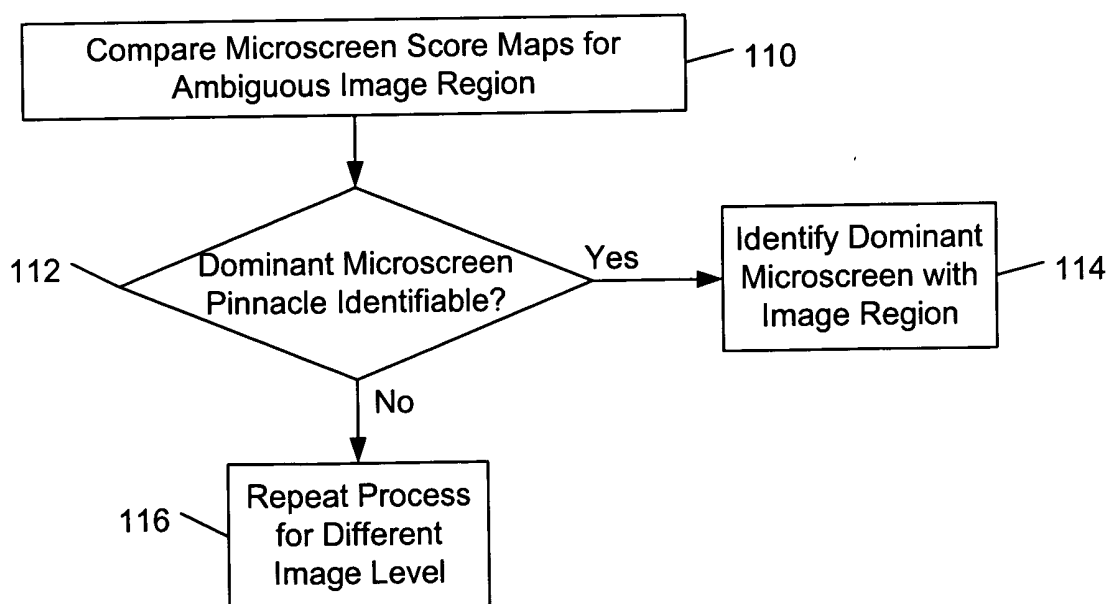 Compare Microscreen Score Maps for
Ambiguous Image Region
110
112
Dominant Microscreen
Pinnacle Identifiable?
Yes
Identify Dominant
Microscreen with
Image Region
114
No
116
Repeat Process
for Different
Image Level